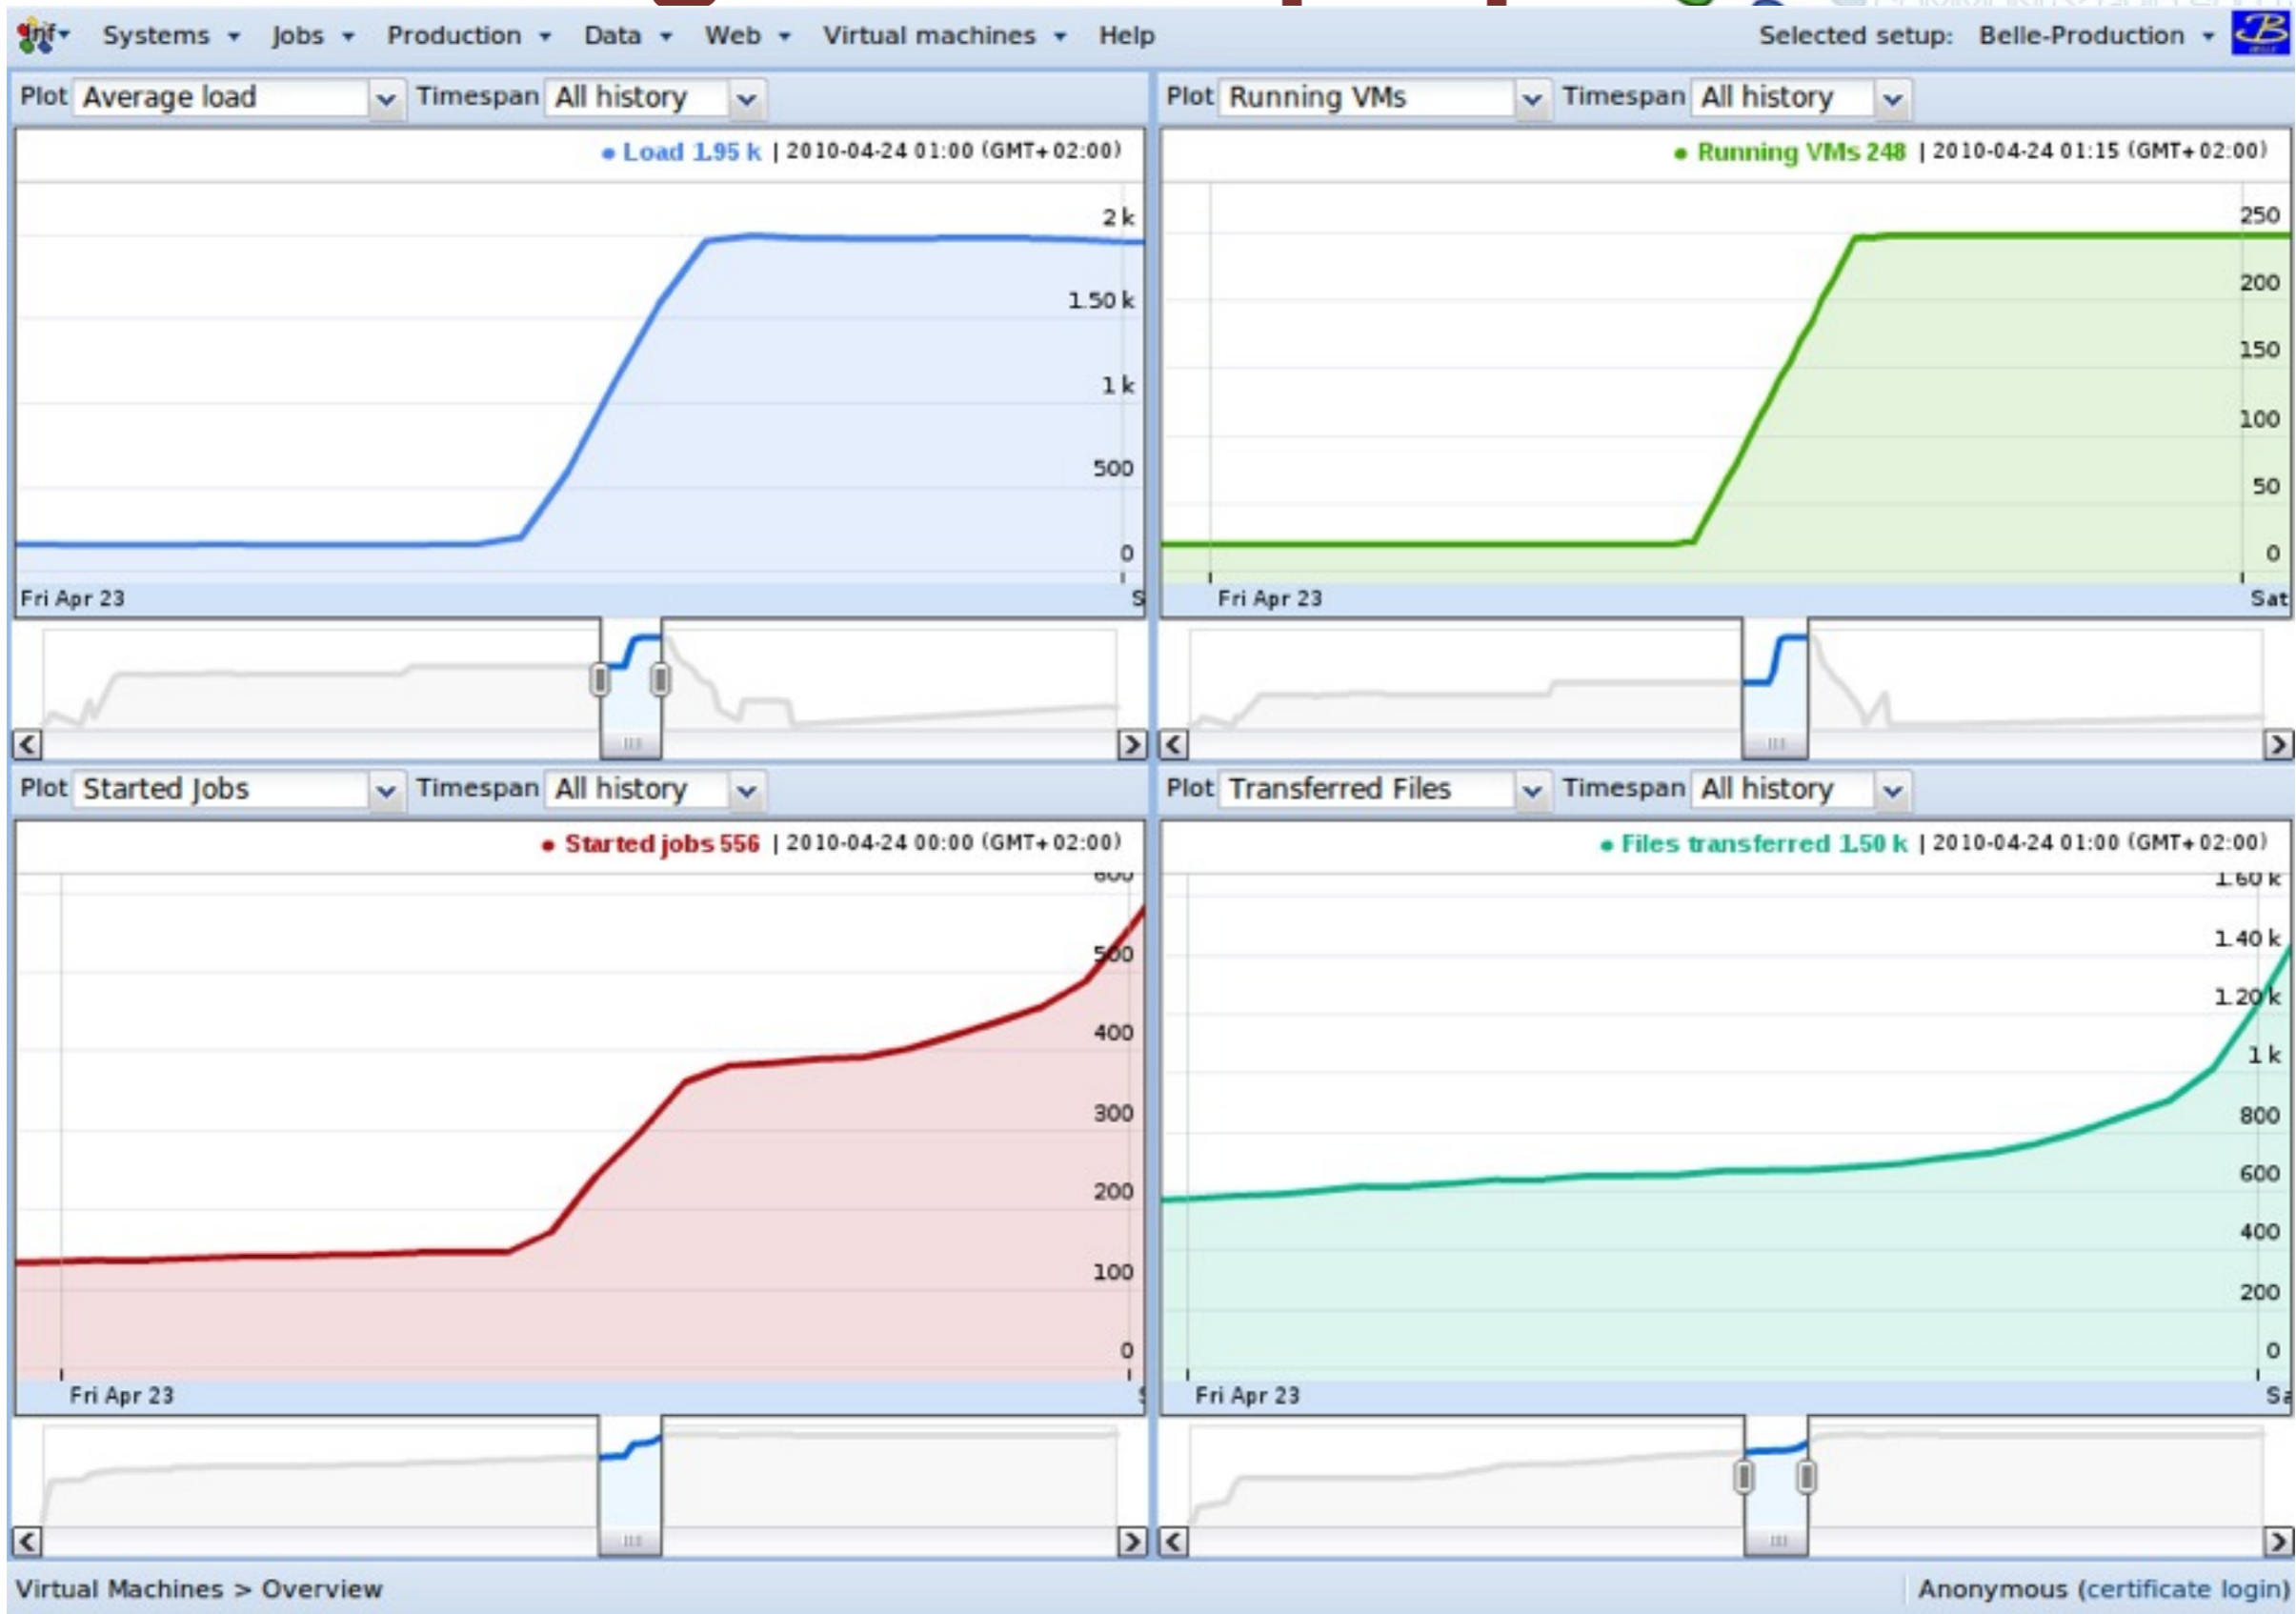 Inf Systems Jobs Production Data Web Virtual machines Help Selected setup: Belle-Production
Plot Average load Timespan All history
Load 1.95 k | 2010-04-24 01:00 (GMT+02:00)
2 k
1.50 k
1 k
500
0
Fri Apr 23 S
Plot Running VMs Timespan All history
Running VMs 248 | 2010-04-24 01:15 (GMT+02:00)
250
200
150
100
50
0
Fri Apr 23 Sat
Plot Started Jobs Timespan All history
Started jobs 556 | 2010-04-24 00:00 (GMT+02:00)
600
500
400
300
200
100
0
Fri Apr 23
Plot Transferred Files Timespan All history
Files transferred 1.50 k | 2010-04-24 01:00 (GMT+02:00)
1.60 k
1.40 k
1.20 k
1 k
800
600
400
200
0
Fri Apr 23 Sa
Virtual Machines > Overview Anonymous (certificate login)